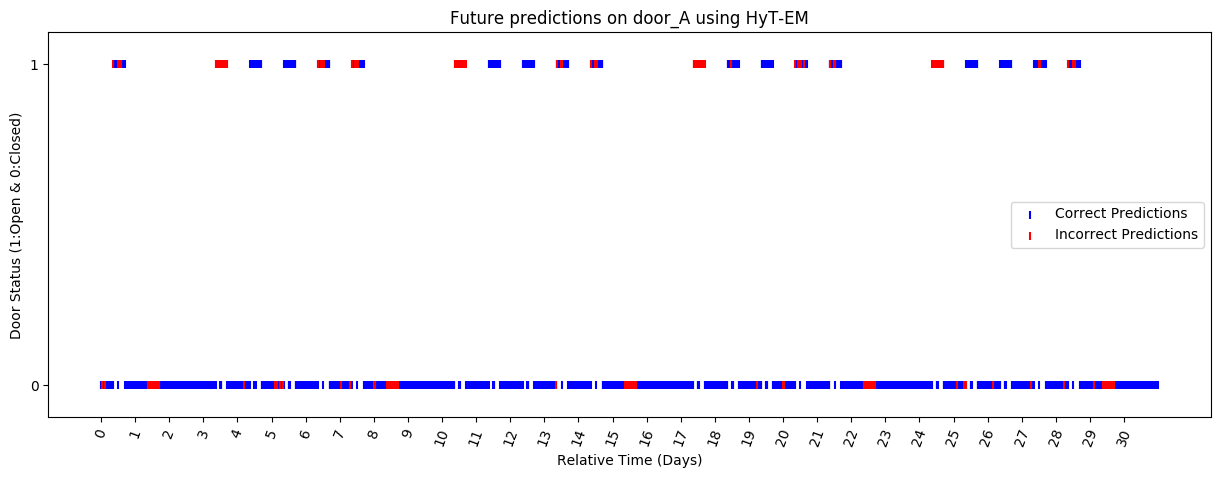 Future predictions on door_A using HyT-EM
Door Status (1:Open & 0:Closed)
1
0
Correct Predictions
Incorrect Predictions
0 1 2 3 4 5 6 7 8 9 10 11 12 13 14 15 16 17 18 19 20 21 22 23 24 25 26 27 28 29 30
Relative Time (Days)